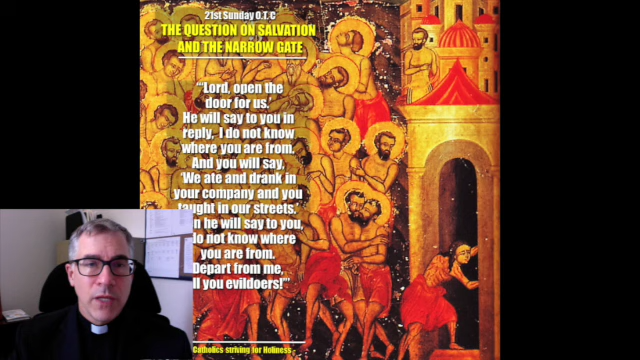 21st Sunday O.T. C
THE QUESTION ON SALVATION
AND THE NARROW GATE
"'Lord, open the
door for us.'
He will say to you in
reply, I do not know
where you are from.
And you will say,
'We ate and drank in
your company and you
taught in our streets.'
he will say to you,
do not know where
you are from.
Depart from me,
all you evildoers!'"
Catholics striving for Holiness